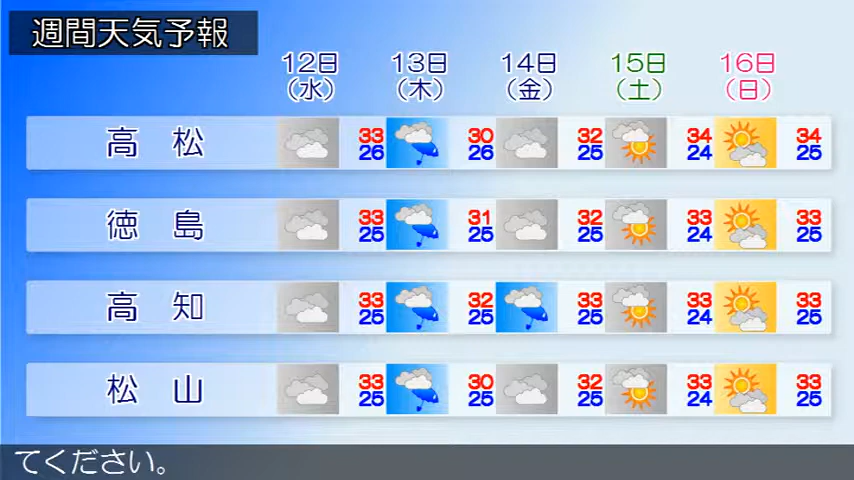 週間天気予報
12日 13日 14日 15日 16日
(水) (木) (金) (土) (日)
高松 33 26 30 26 32 25 34 24 34 25
徳島 33 25 31 25 32 25 33 24 33 25
高知 33 25 32 25 33 25 33 24 33 25
松山 33 25 30 25 32 25 33 24 33 25
てください。